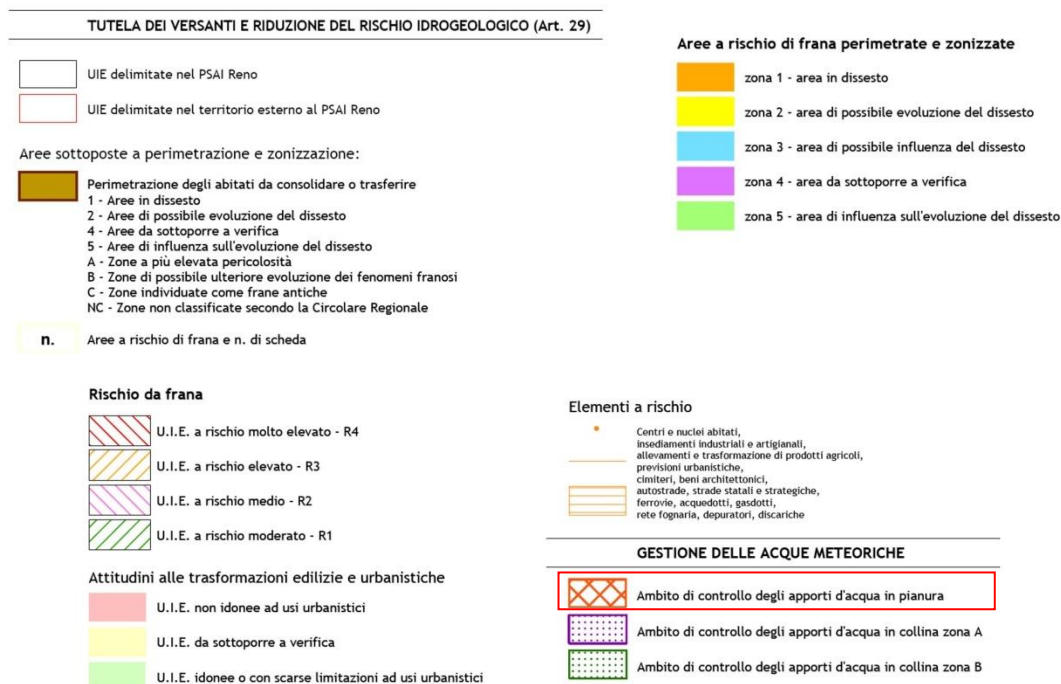 TUTELA DEI VERSANTI E RIDUZIONE DEL RISCHIO IDROGEOLOGICO (Art. 29)
UIE delimitate nel PSAI Reno
UIE delimitate nel territorio esterno al PSAI Reno
Aree sottoposte a perimetrazione e zonizzazione:
Perimetrazione degli abitati da consolidare o trasferire
1 - Aree in dissesto
2 - Aree di possibile evoluzione del dissesto
4 - Aree da sottoporre a verifica
5 - Aree di influenza sull'evoluzione del dissesto
A - Zone a più elevata pericolosità
B - Zone di possibile ulteriore evoluzione dei fenomeni franosi
C - Zone individuate come frane antiche
NC - Zone non classificate secondo la Circolare Regionale
n. Aree a rischio di frana e n. di scheda
Aree a rischio di frana perimetrate e zonizzate
zona 1 - area in dissesto
zona 2 - area di possibile evoluzione del dissesto
zona 3 - area di possibile influenza del dissesto
zona 4 - area da sottoporre a verifica
zona 5 - area di influenza sull'evoluzione del dissesto
Rischio da frana
U.I.E. a rischio molto elevato - R4
U.I.E. a rischio elevato - R3
U.I.E. a rischio medio - R2
U.I.E. a rischio moderato - R1
Attitudini alle trasformazioni edilizie e urbanistiche
U.I.E. non idonee ad usi urbanistici
U.I.E. da sottoporre a verifica
U.I.E. idonee o con scarse limitazioni ad usi urbanistici
Elementi a rischio
Centri e nuclei abitati,
insediamenti industriali e artigianali,
allevamenti e trasformazione di prodotti agricoli,
previsioni urbanistiche,
cimiteri, beni architettonici,
autostrade, strade statali e strategiche,
ferrovie, acquedotti, gasdotti,
rete fognaria, depuratori, discariche
GESTIONE DELLE ACQUE METEORICHE
Ambito di controllo degli apporti d'acqua in pianura
Ambito di controllo degli apporti d'acqua in collina zona A
Ambito di controllo degli apporti d'acqua in collina zona B